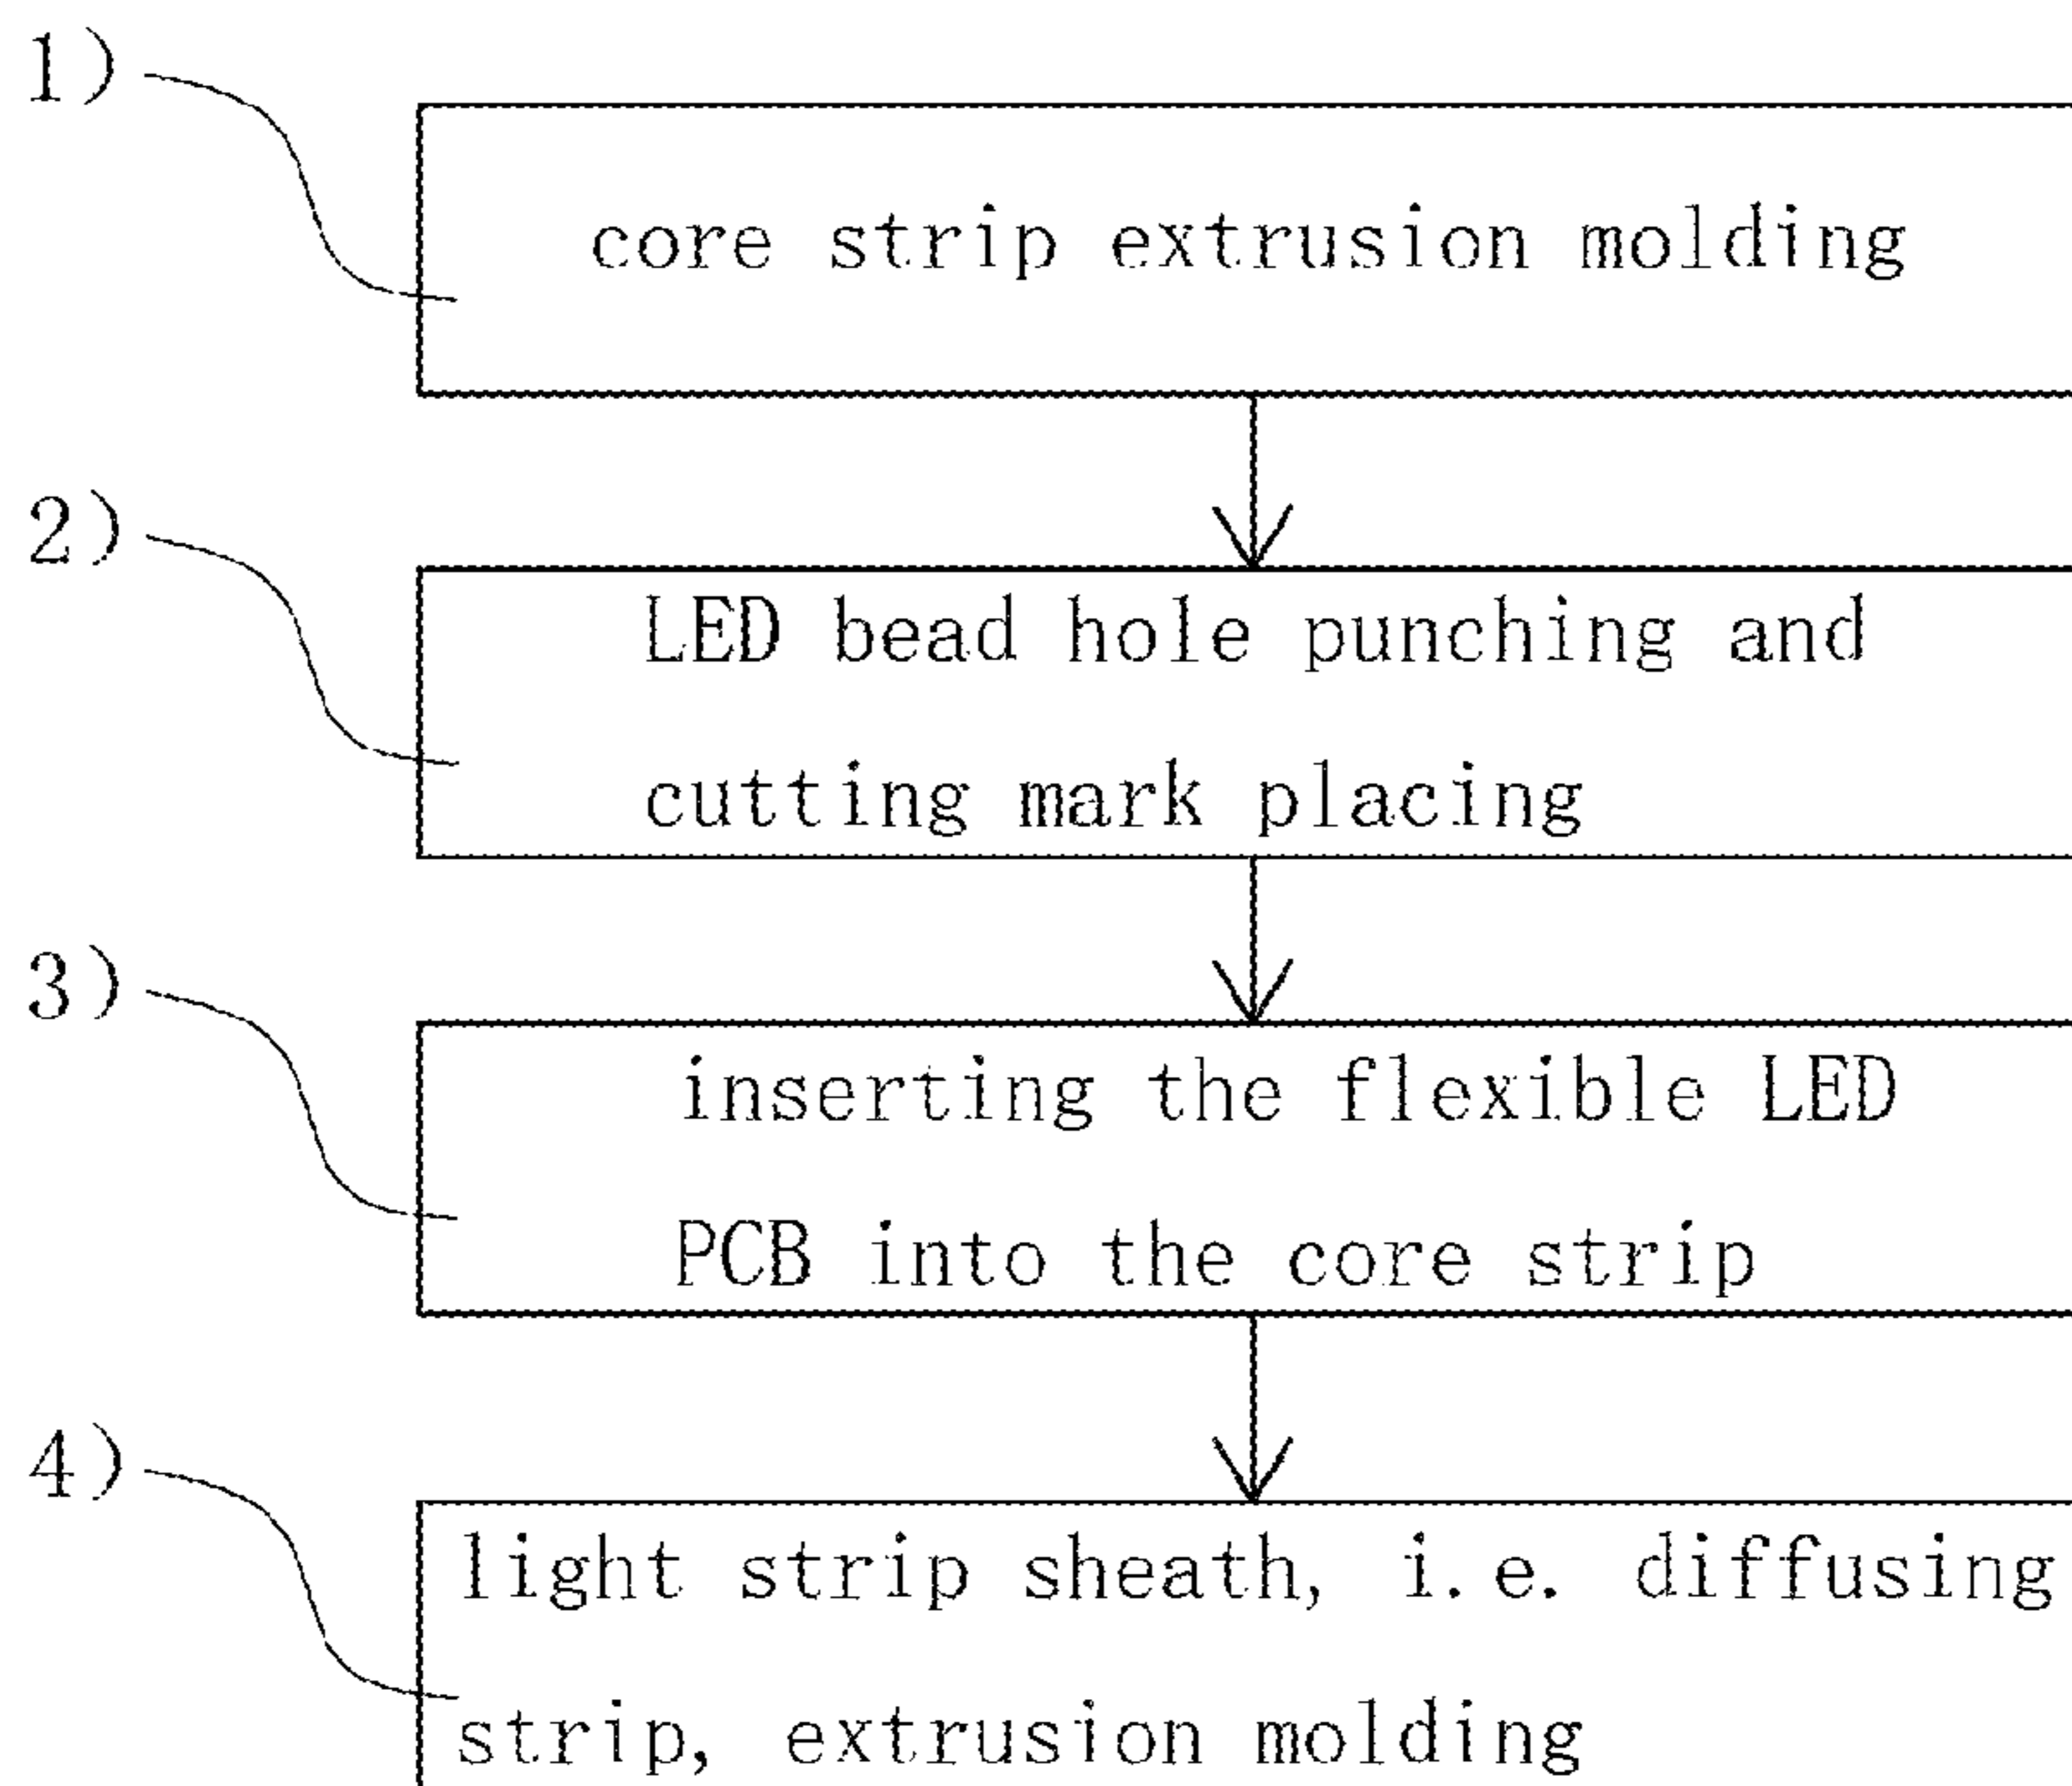 1)
core strip extrusion molding
2)
LED bead hole punching and
cutting mark placing
3)
inserting the flexible LED
PCB into the core strip
4)
light strip sheath, i.e. diffusing
strip, extrusion molding